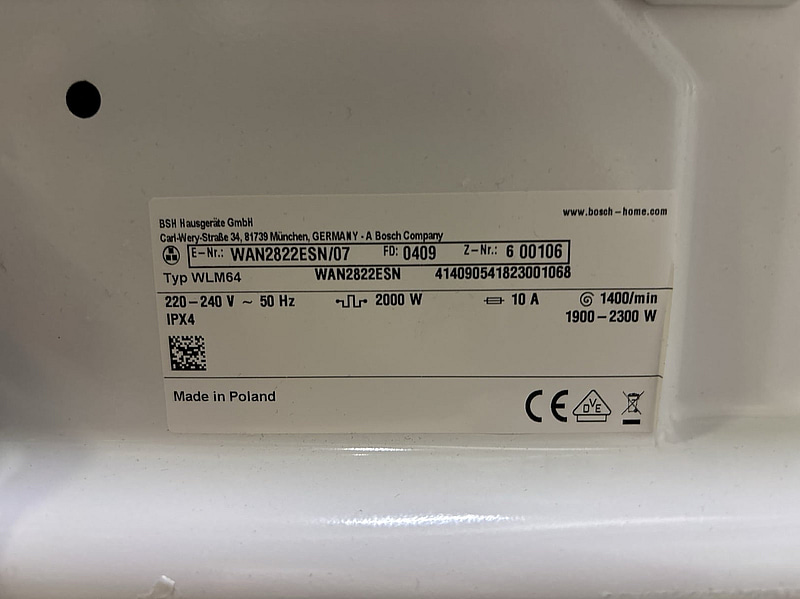 www.bosch-home.com
BSH Hausgeräte GmbH
Carl-Wery-Straße 34, 81739 München, GERMANY - A Bosch Company
E-Nr.: WAN2822ESN/07 FD: 0409 Z-Nr.: 6 00106
Typ WLM64 WAN2822ESN 414090541823001068
220-240 V ~ 50 Hz 2000 W 10 A 1400/min
IPX4 1900-2300 W
Made in Poland CE DVE